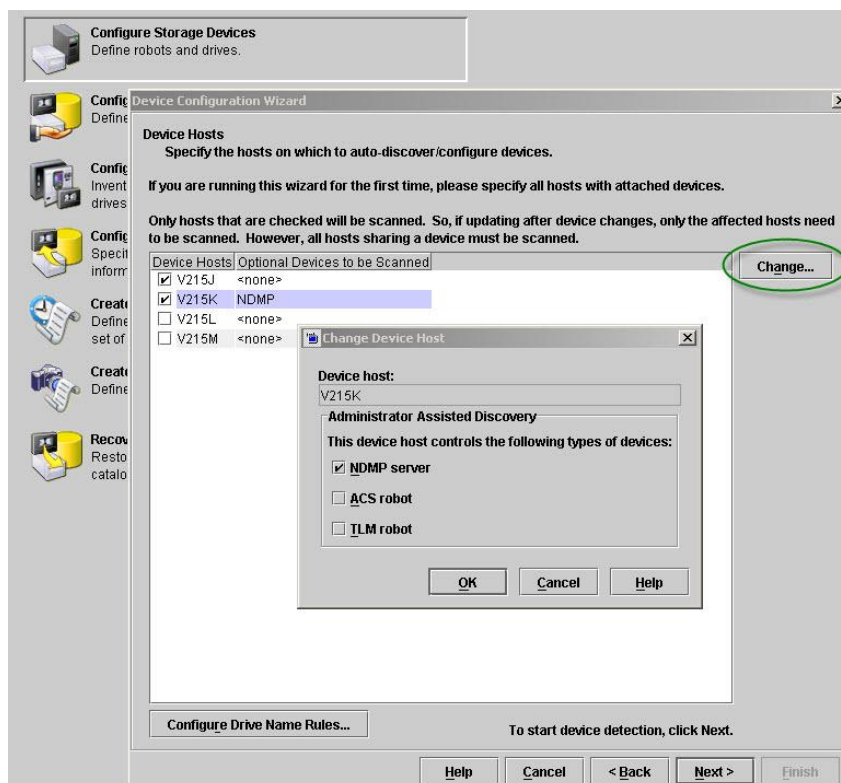 Configure Storage Devices
Define robots and drives.
Config
Define
Config
Invent
drives
Config
Specif
inform
Create
Define
set of
Create
Define
Recov
Resto
catalo
Device Configuration Wizard
Device Hosts
Specify the hosts on which to auto-discover/configure devices.
If you are running this wizard for the first time, please specify all hosts with attached devices.
Only hosts that are checked will be scanned. So, if updating after device changes, only the affected hosts need
to be scanned. However, all hosts sharing a device must be scanned.
Device Hosts Optional Devices to be Scanned
V215J <none>
V215K NDMP
V215L <none>
V215M <none>
Change...
Change Device Host
Device host:
V215K
Administrator Assisted Discovery
This device host controls the following types of devices:
NDMP server
ACS robot
TLM robot
OK Cancel Help
Configure Drive Name Rules...
To start device detection, click Next.
Help Cancel < Back Next > Finish